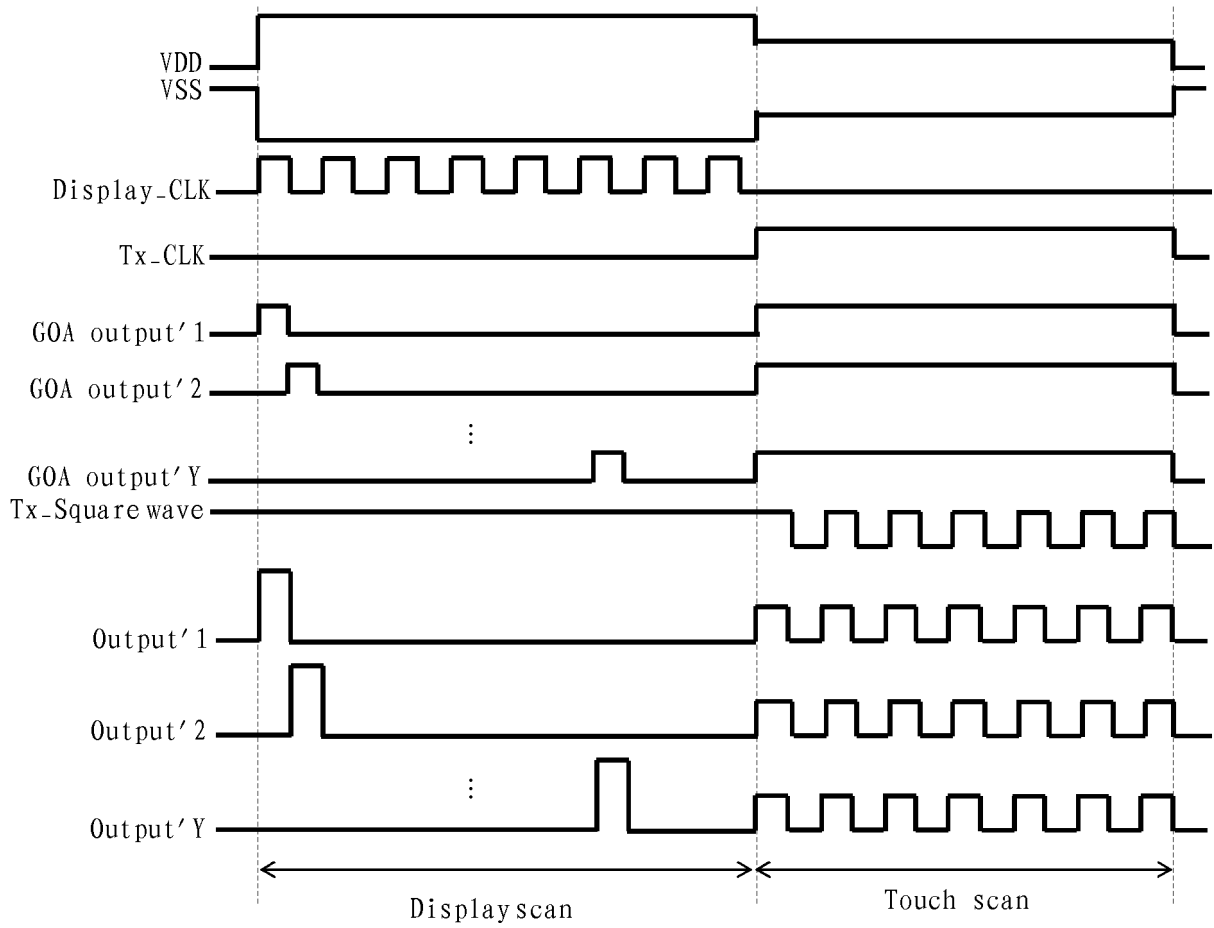 VDD
VSS
Display_CLK
Tx_CLK
GOA output'1
GOA output'2
⋮
GOA output'Y
Tx_Square wave
Output'1
Output'2
⋮
Output'Y
Display scan
Touch scan